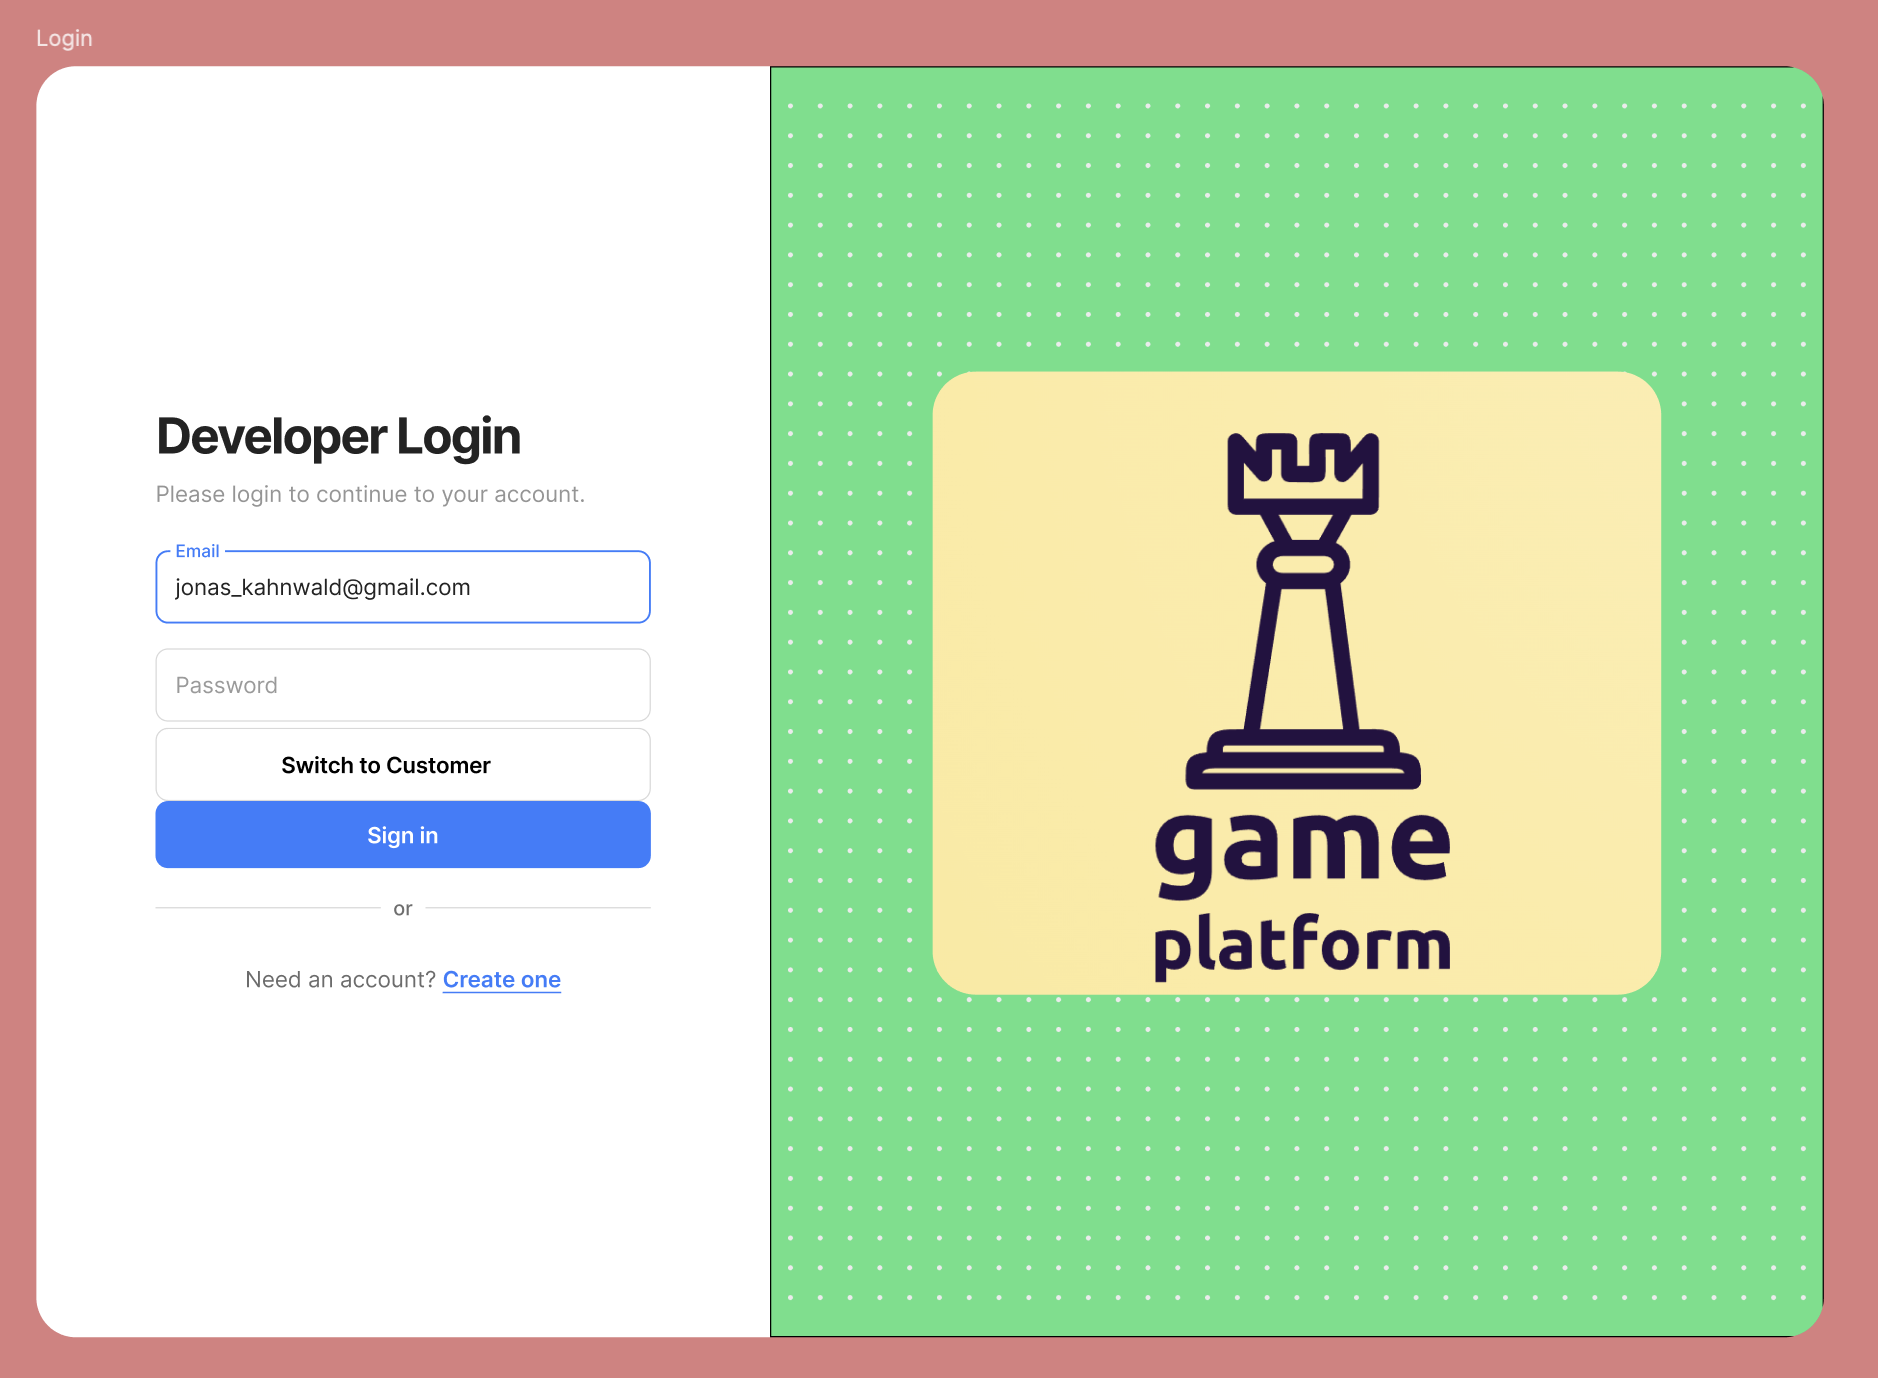 Login
Developer Login
Please login to continue to your account.
Email
jonas_kahnwald@gmail.com
Password
Switch to Customer
Sign in
or
Need an account? Create one
game
platform